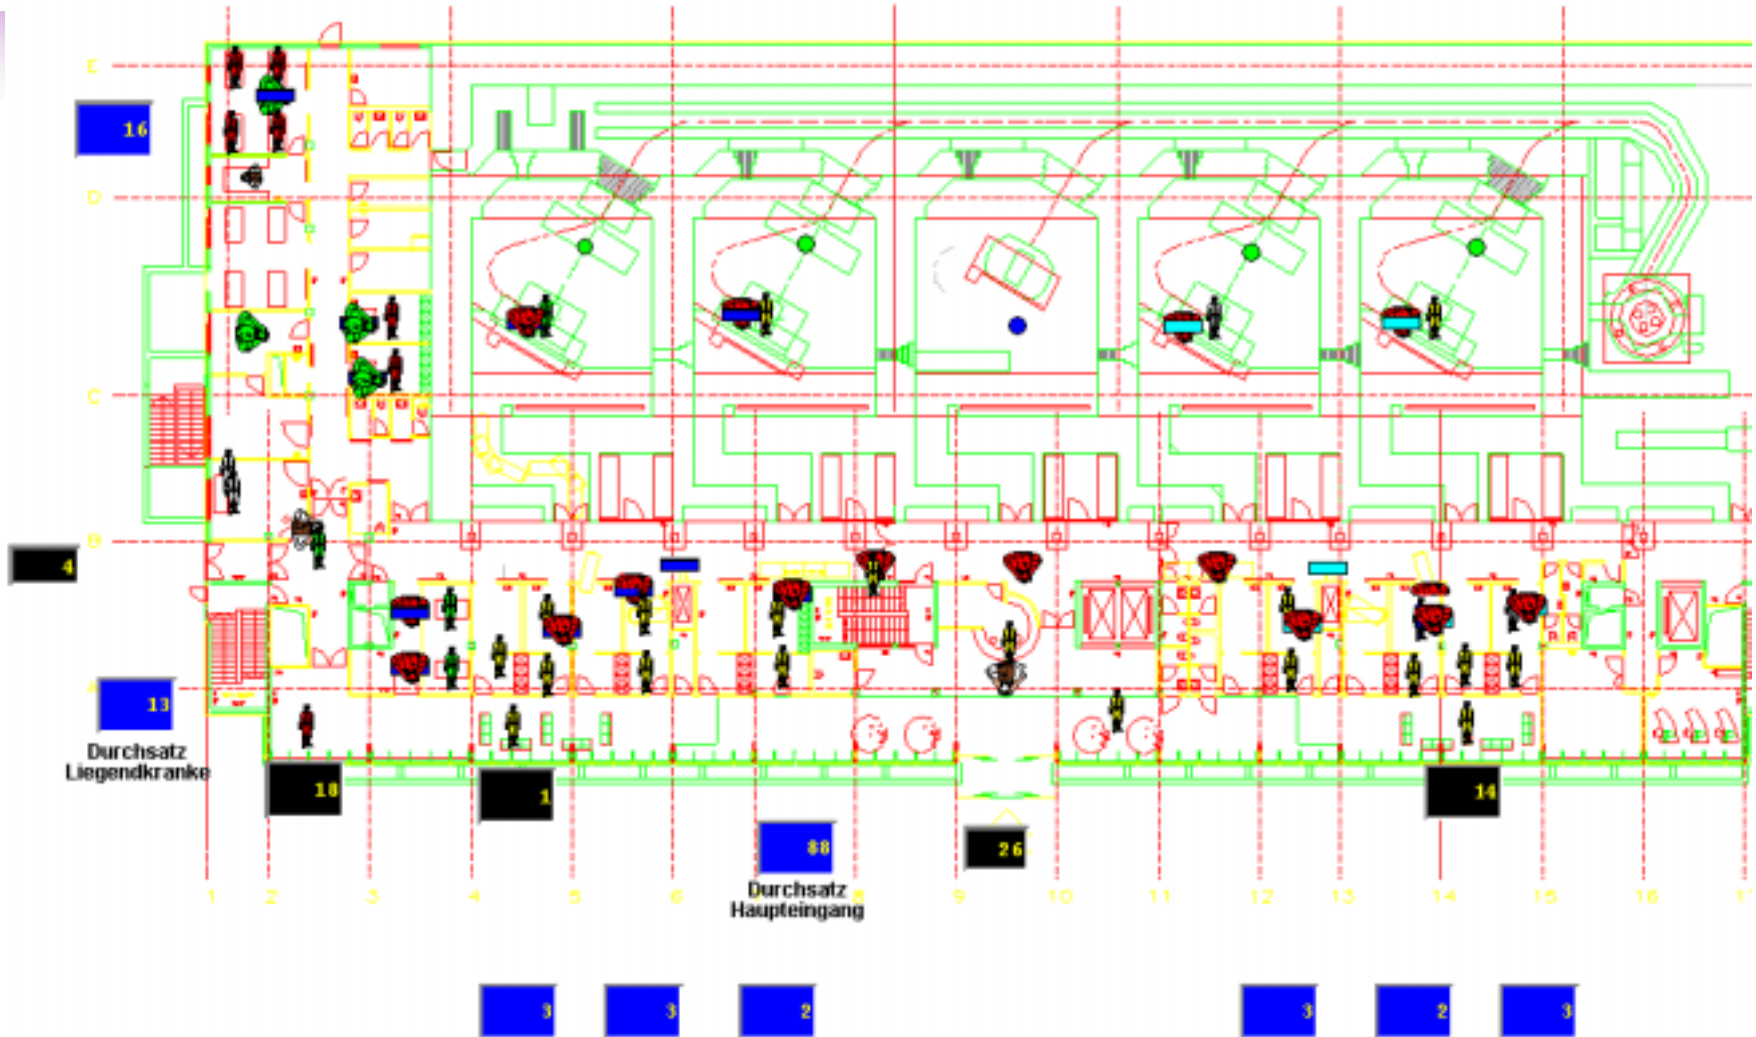 E
16
D
C
B
4
A
13
Durchsatz
Liegendkranke
18
1
14
88
26
Durchsatz
Haupteingang
1 2 3 4 5 6 8 9 10 11 12 13 14 15 16
3 3 2 3 2 3